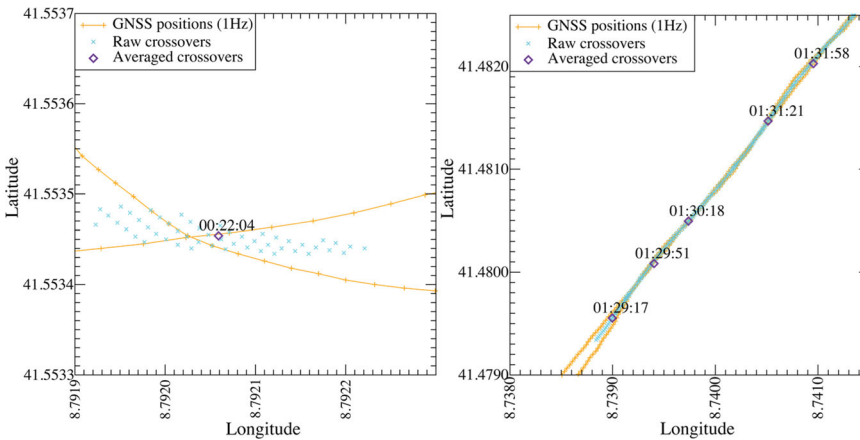 41.5537
41.5536
41.5535
41.5534
41.5533
Latitude
GNSS positions (1Hz)
Raw crossovers
Averaged crossovers
00:22:04
8.7919
8.7920
8.7921
8.7922
Longitude
41.4820
41.4810
41.4800
41.4790
Latitude
GNSS positions (1Hz)
Raw crossovers
Averaged crossovers
01:31:58
01:31:21
01:30:18
01:29:51
01:29:17
8.7380
8.7390
8.7400
8.7410
Longitude